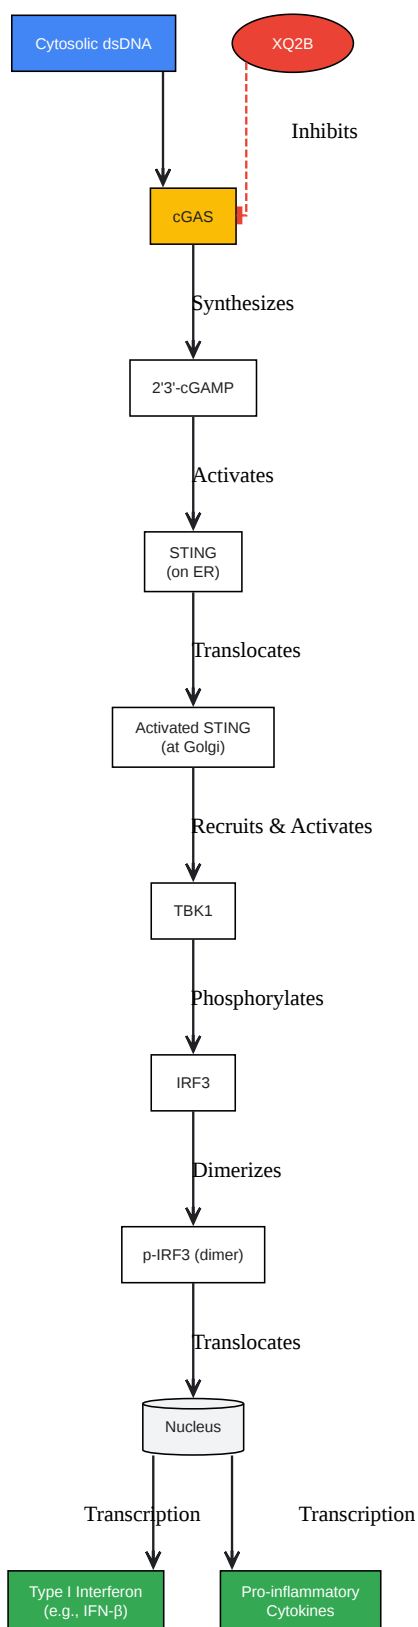 Cytosolic dsDNA
XQ2B
Inhibits
cGAS
Synthesizes
2'3'-cGAMP
Activates
STING
(on ER)
Translocates
Activated STING
(at Golgi)
Recruits & Activates
TBK1
Phosphorylates
IRF3
Dimerizes
p-IRF3 (dimer)
Translocates
Nucleus
Transcription
Transcription
Type I Interferon
(e.g., IFN-β)
Pro-inflammatory
Cytokines